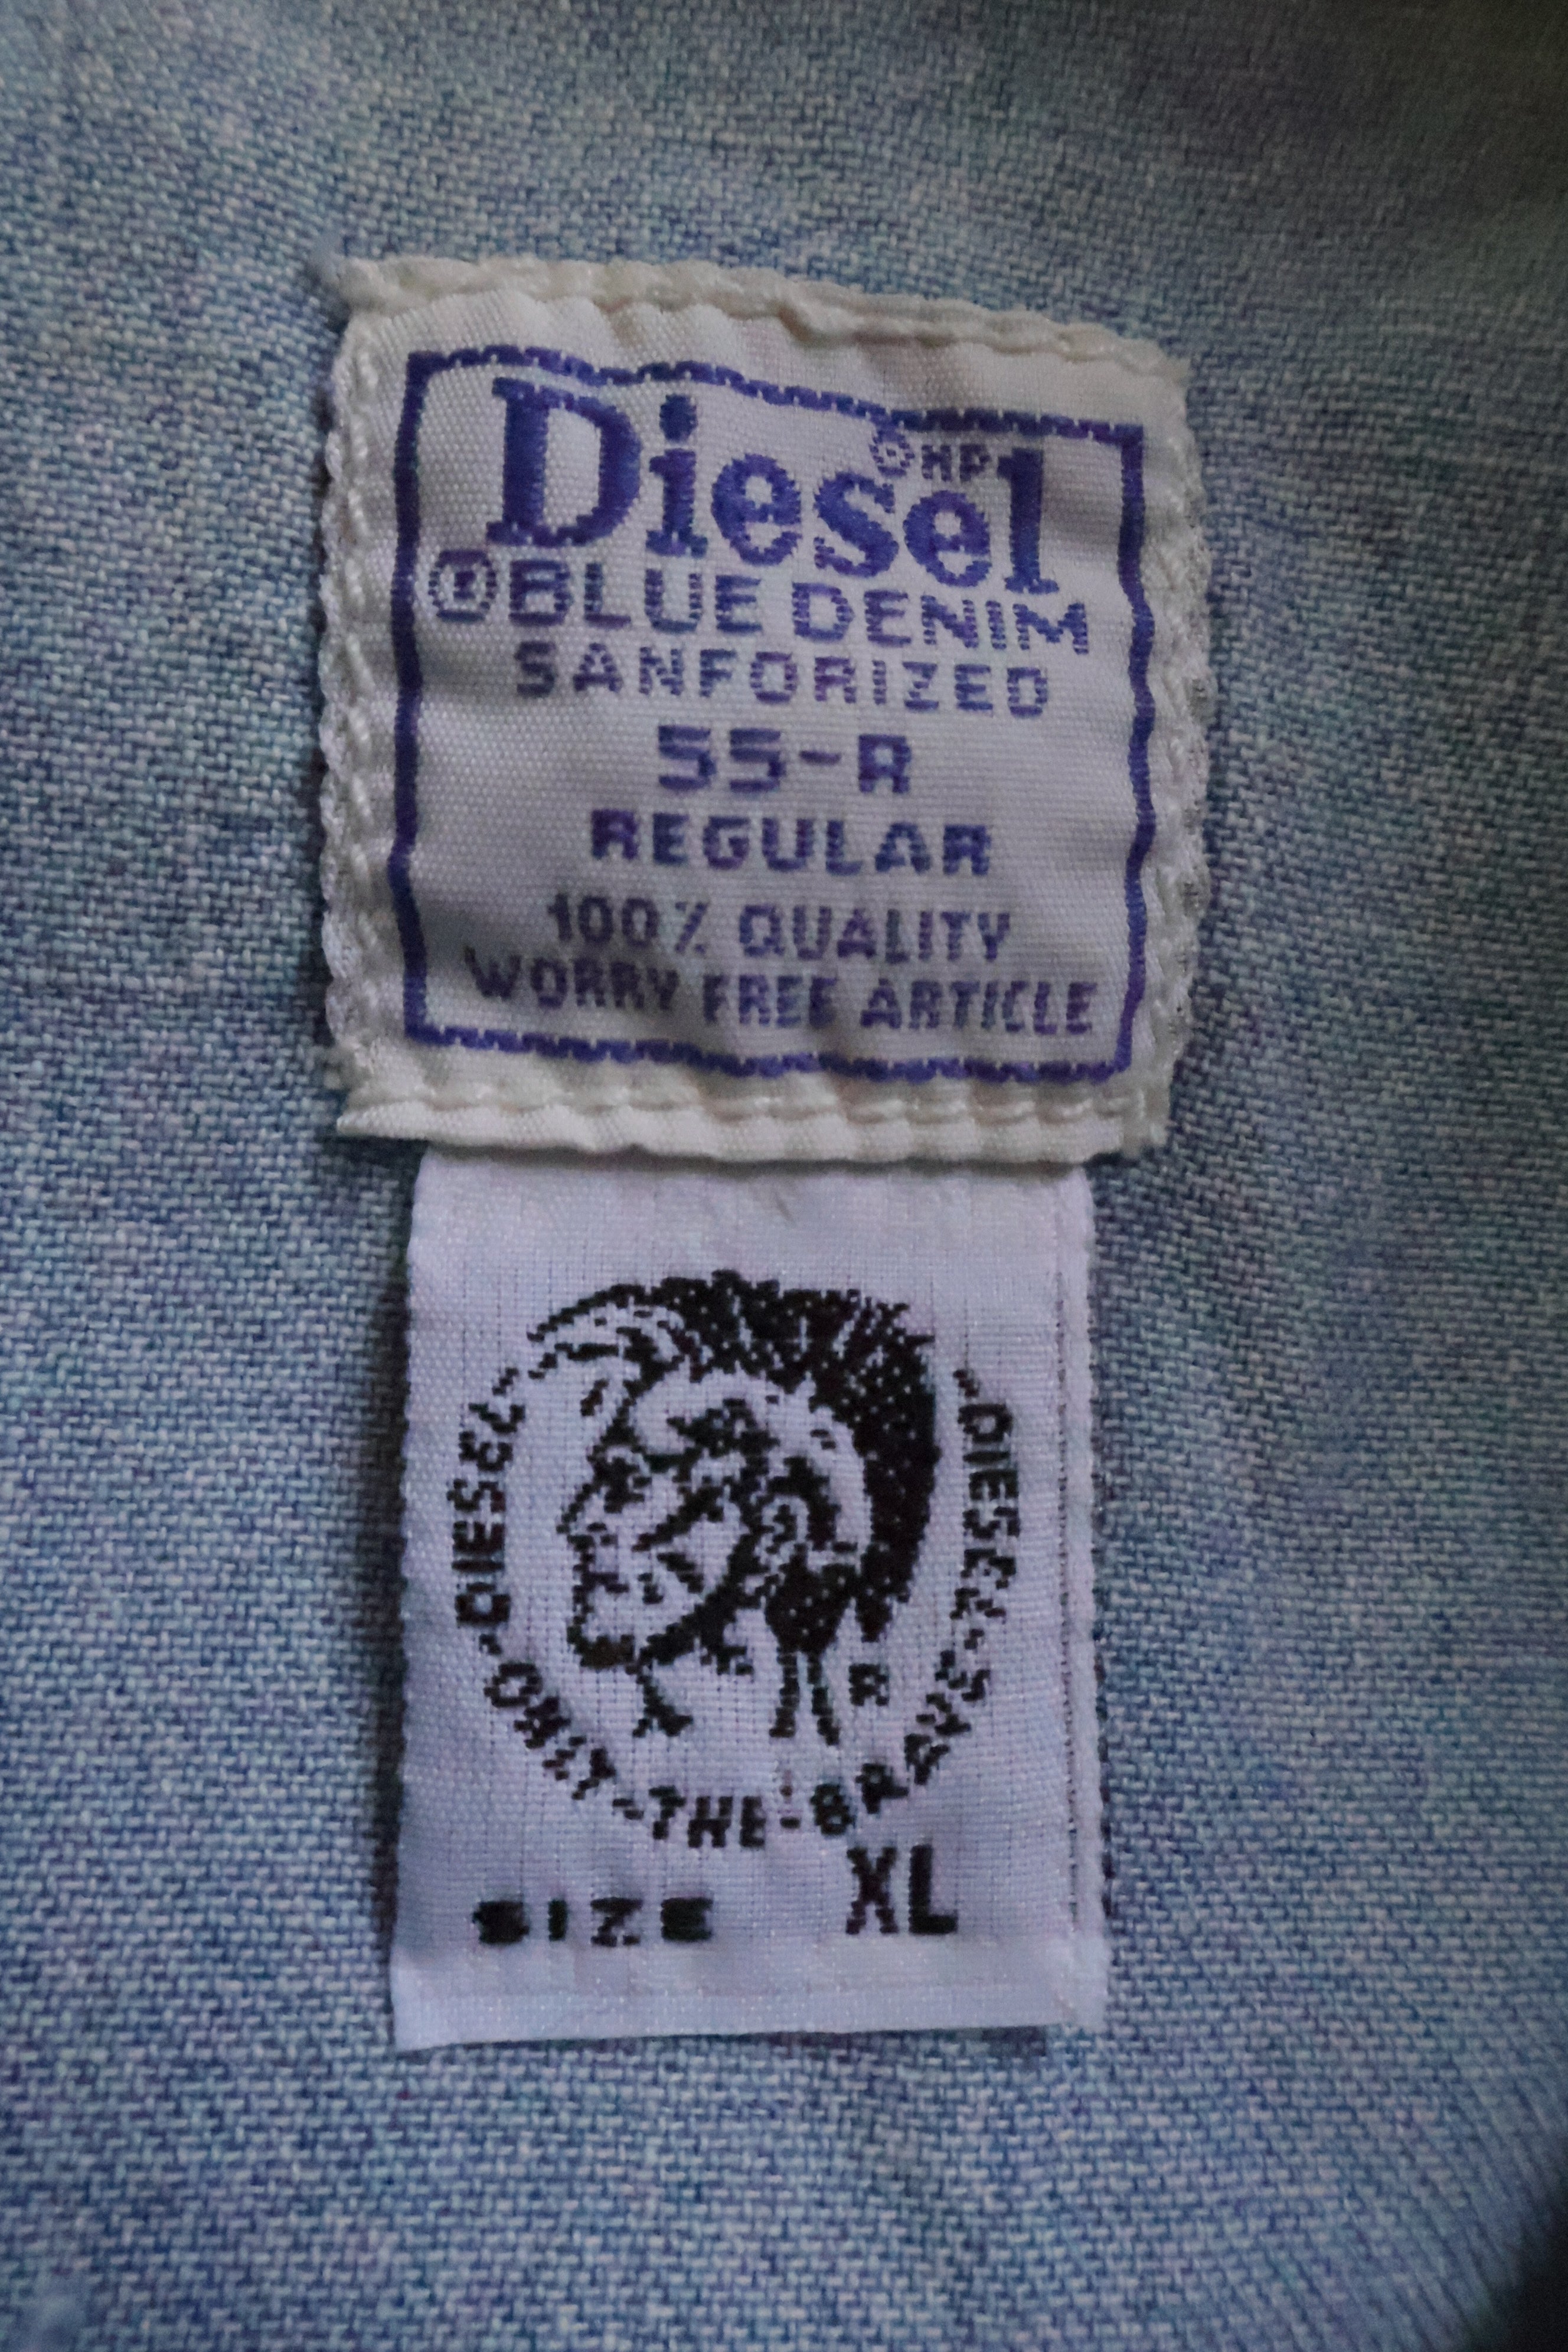 Diesel
©HP
BLUE DENIM
SANFORIZED
55-R
REGULAR
100% QUALITY
WORRY FREE ARTICLE
DIESEL-ONLY-THE-BRAVE-DIESEL
R
SIZE XL